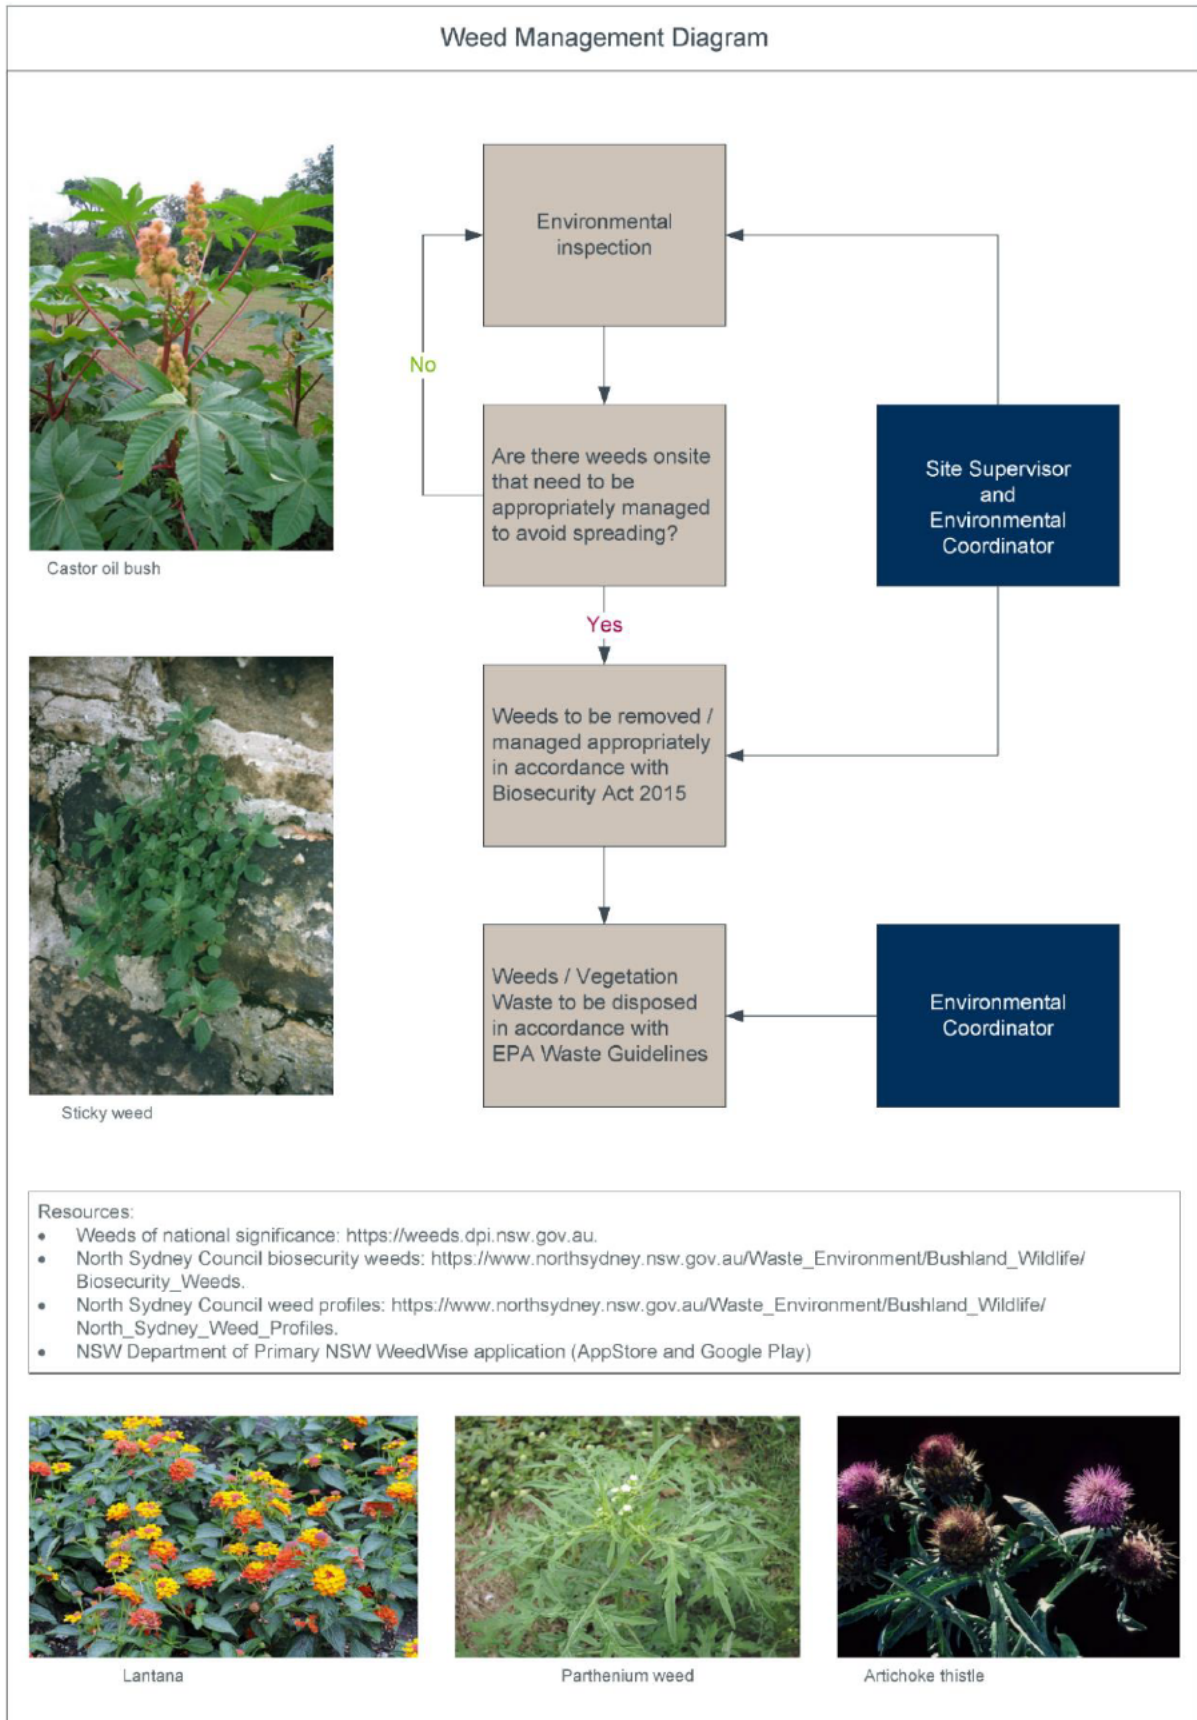 Weed Management Diagram
Environmental
inspection
No
Are there weeds onsite
that need to be
appropriately managed
to avoid spreading?
Site Supervisor
and
Environmental
Coordinator
Castor oil bush
Yes
Weeds to be removed /
managed appropriately
in accordance with
Biosecurity Act 2015
Weeds / Vegetation
Waste to be disposed
in accordance with
EPA Waste Guidelines
Environmental
Coordinator
Sticky weed
Resources:
• Weeds of national significance: https://weeds.dpi.nsw.gov.au.
• North Sydney Council biosecurity weeds: https://www.northsydney.nsw.gov.au/Waste_Environment/Bushland_Wildlife/
Biosecurity_Weeds.
• North Sydney Council weed profiles: https://www.northsydney.nsw.gov.au/Waste_Environment/Bushland_Wildlife/
North_Sydney_Weed_Profiles.
• NSW Department of Primary NSW WeedWise application (AppStore and Google Play)
Lantana
Parthenium weed
Artichoke thistle